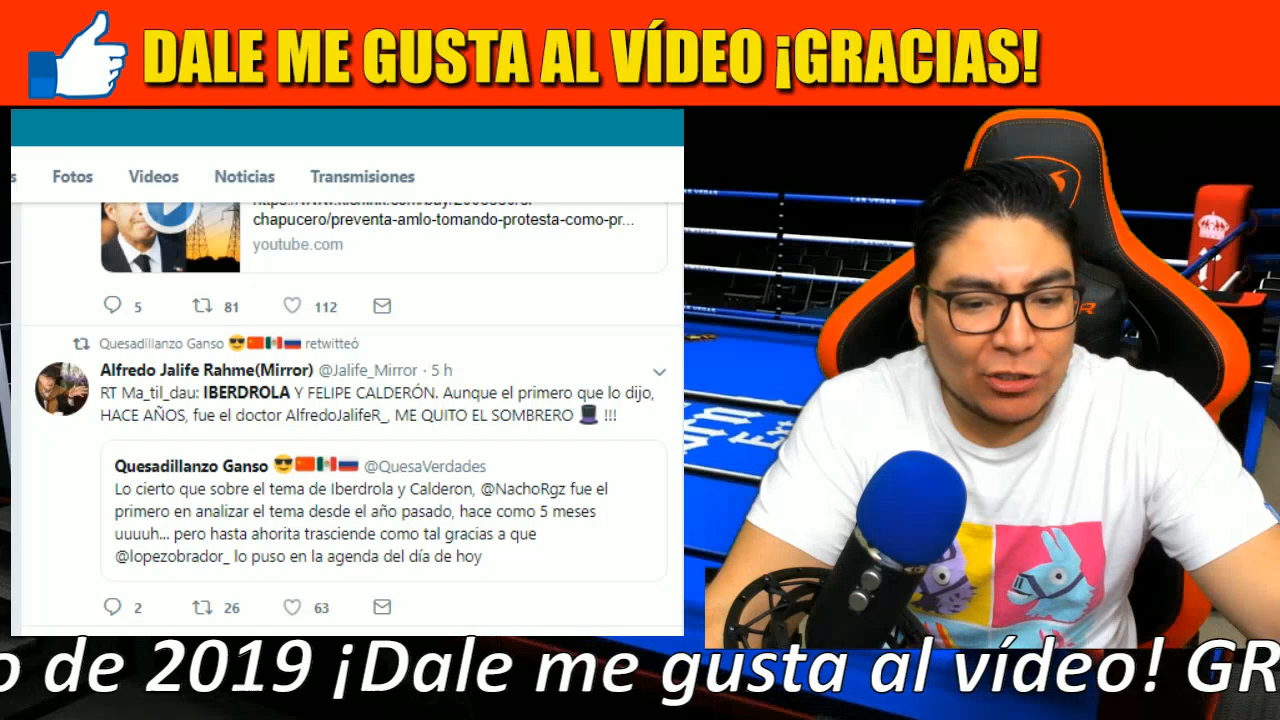 DALE ME GUSTA AL VÍDEO ¡GRACIAS!
s Fotos Videos Noticias Transmisiones
chapucero/preventa-amlo-tomando-protesta-como-pr...
youtube.com
5 81 112
Quesadillanzo Ganso 😎🇨🇳🇲🇽🇷🇺 retwitteó
Alfredo Jalife Rahme(Mirror) @Jalife_Mirror · 5 h
RT Ma_til_dau: IBERDROLA Y FELIPE CALDERÓN. Aunque el primero que lo dijo,
HACE AÑOS, fue el doctor AlfredoJalifeR_, ME QUITO EL SOMBRERO 🎩 !!!
Quesadillanzo Ganso 😎🇨🇳🇲🇽🇷🇺 @QuesaVerdades
Lo cierto que sobre el tema de Iberdrola y Calderon, @NachoRgz fue el
primero en analizar el tema desde el año pasado, hace como 5 meses
uuuuh... pero hasta ahorita trasciende como tal gracias a que
@lopezobrador_ lo puso en la agenda del día de hoy
2 26 63
o de 2019 ¡Dale me gusta al vídeo! GR